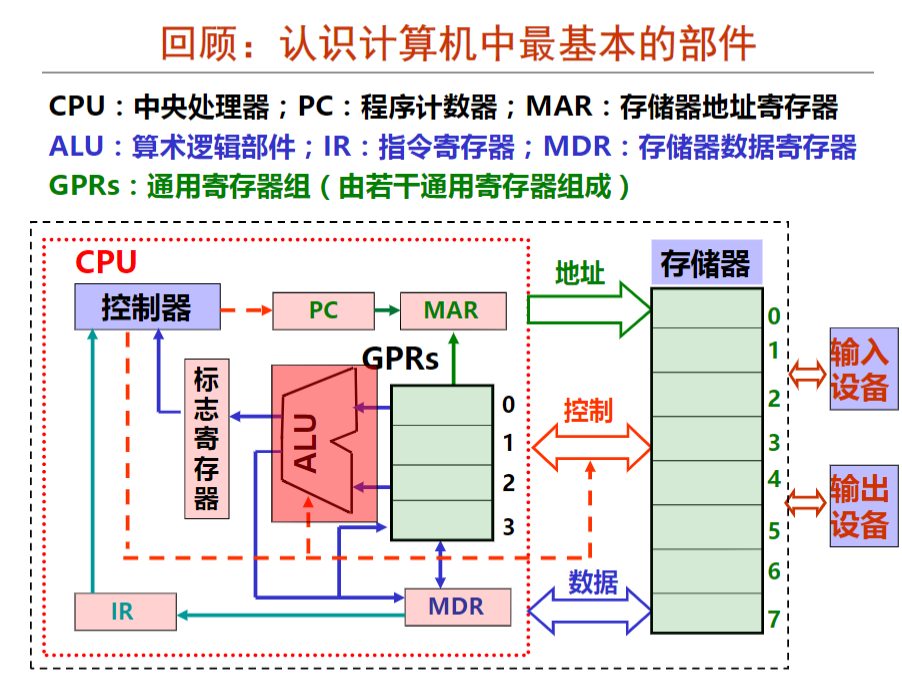 回顾：认识计算机中最基本的部件
CPU：中央处理器；PC：程序计数器；MAR：存储器地址寄存器
ALU：算术逻辑部件；IR：指令寄存器；MDR：存储器数据寄存器
GPRs：通用寄存器组（由若干通用寄存器组成）
CPU
控制器
PC
MAR
地址
存储器
GPRs
标志寄存器
ALU
0
1
2
3
控制
数据
IR
MDR
0
1
2
3
4
5
6
7
输入
设备
输出
设备